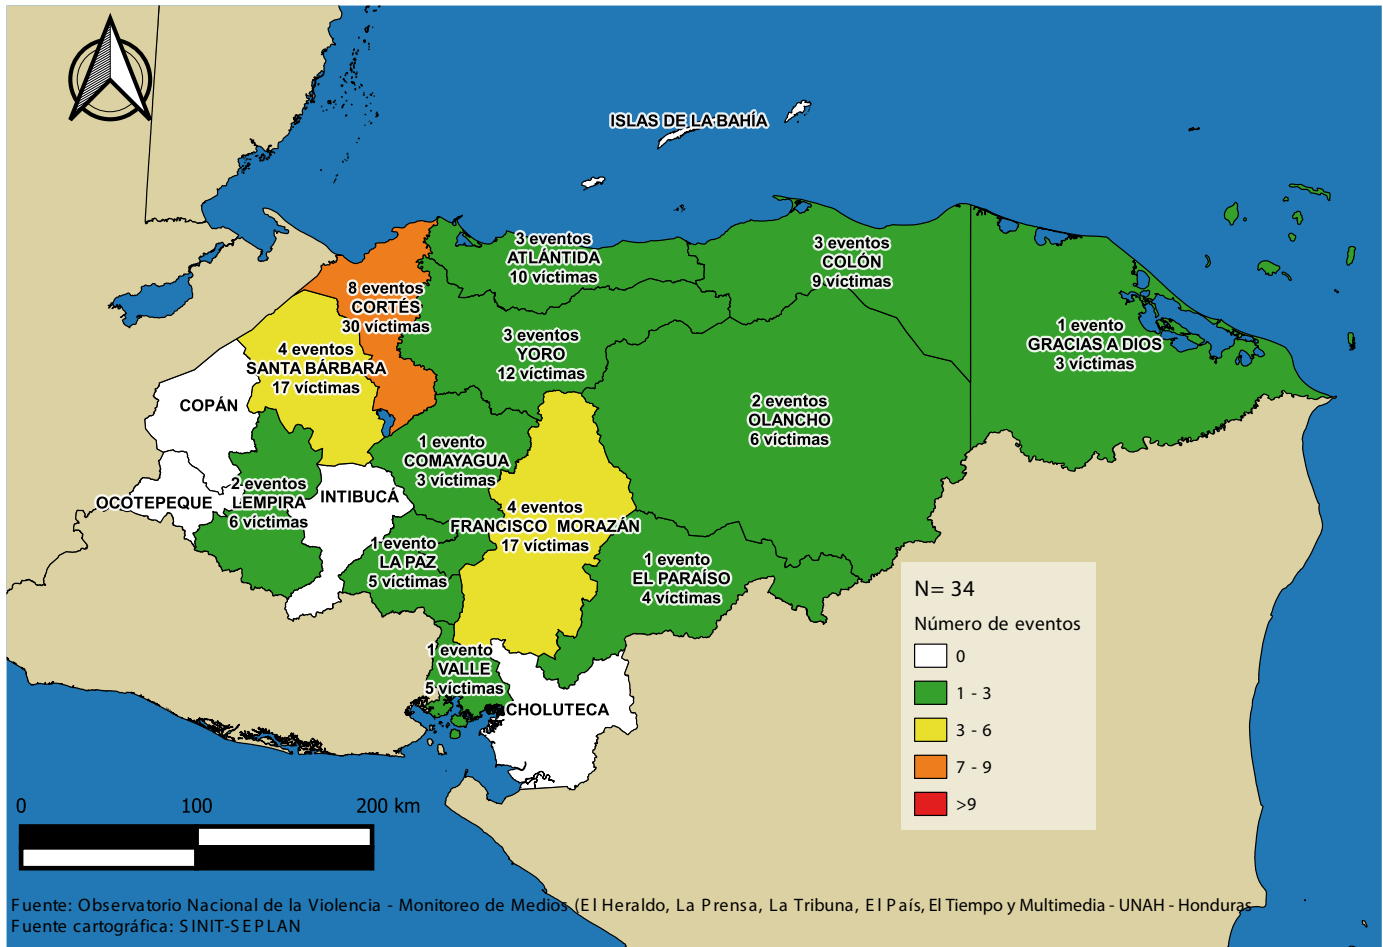 ISLAS DE LA BAHÍA
3 eventos
ATLÁNTIDA
10 víctimas
3 eventos
COLÓN
9 víctimas
8 eventos
CORTÉS
30 víctimas
1 evento
GRACIAS A DIOS
3 víctimas
3 eventos
YORO
12 víctimas
4 eventos
SANTA BÁRBARA
17 víctimas
COPÁN
2 eventos
OLANCHO
6 víctimas
1 evento
COMAYAGUA
3 víctimas
OCOTEPEQUE
2 eventos
LEMPIRA
6 víctimas
INTIBUCÁ
4 eventos
FRANCISCO MORAZÁN
17 víctimas
1 evento
LA PAZ
5 víctimas
1 evento
EL PARAÍSO
4 víctimas
1 evento
VALLE
5 víctimas
CHOLUTECA
N= 34
Número de eventos
0
1 - 3
3 - 6
7 - 9
>9
0 100 200 km
Fuente: Observatorio Nacional de la Violencia - Monitoreo de Medios (El Heraldo, La Prensa, La Tribuna, El País, El Tiempo y Multimedia - UNAH - Honduras
Fuente cartográfica: SINIT-SEPLAN